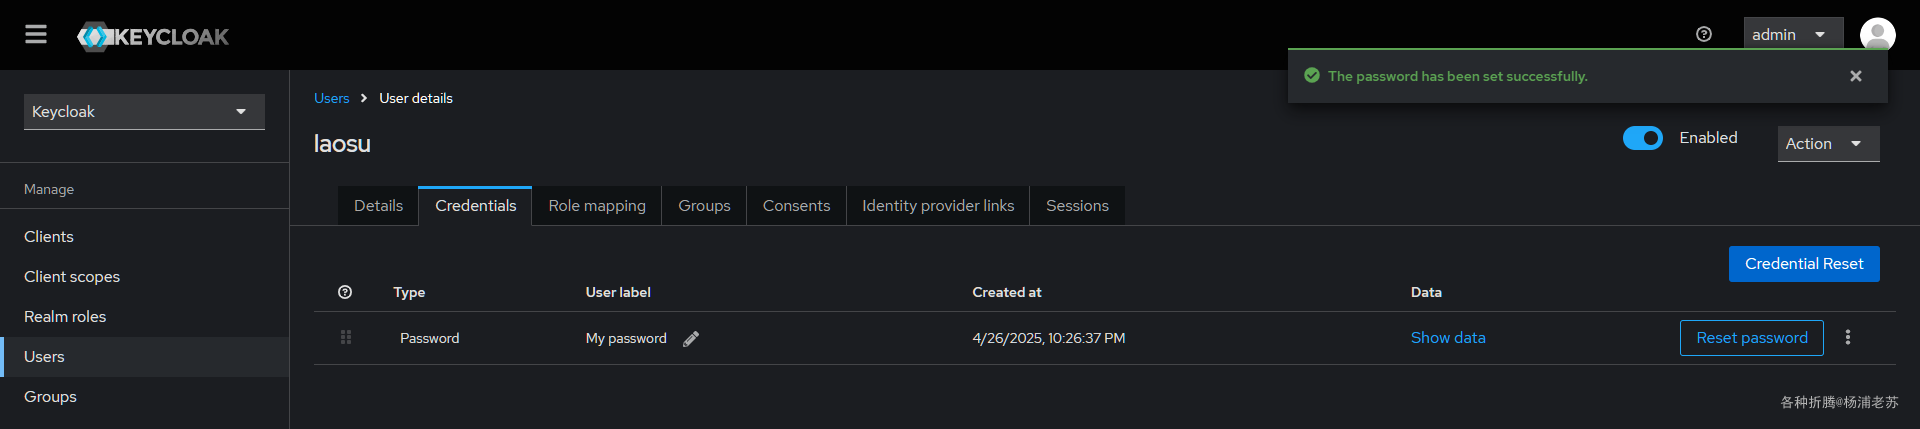 KEYCLOAK
admin
The password has been set successfully.
Keycloak
Users
User details
laosu
Enabled
Action
Manage
Details
Credentials
Role mapping
Groups
Consents
Identity provider links
Sessions
Clients
Client scopes
Realm roles
Users
Groups
Credential Reset
Type
User label
Created at
Data
Password
My password
4/26/2025, 10:26:37 PM
Show data
Reset password
各种折腾@杨浦老苏